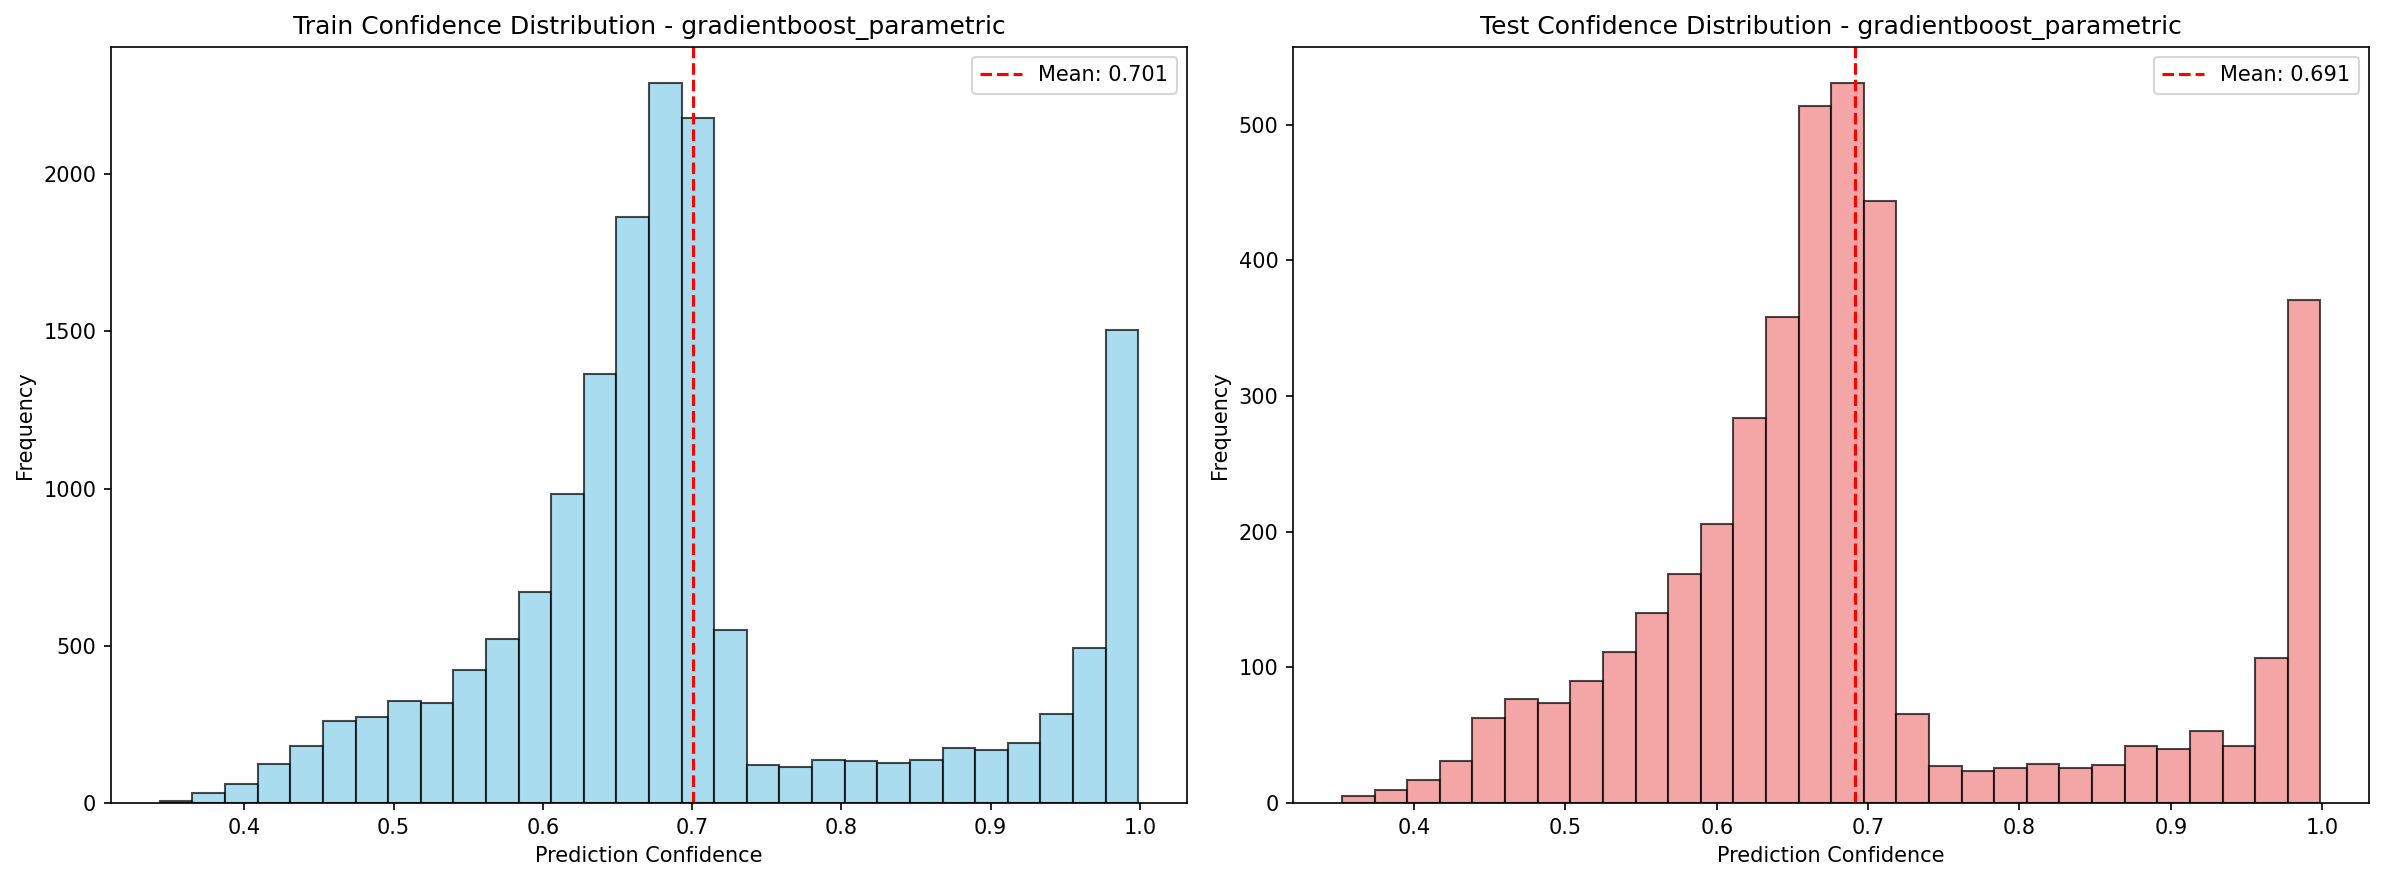 Train Confidence Distribution - gradientboost_parametric
Mean: 0.701
Frequency
2000
1500
1000
500
0
0.4 0.5 0.6 0.7 0.8 0.9 1.0
Prediction Confidence
Test Confidence Distribution - gradientboost_parametric
Mean: 0.691
Frequency
500
400
300
200
100
0
0.4 0.5 0.6 0.7 0.8 0.9 1.0
Prediction Confidence